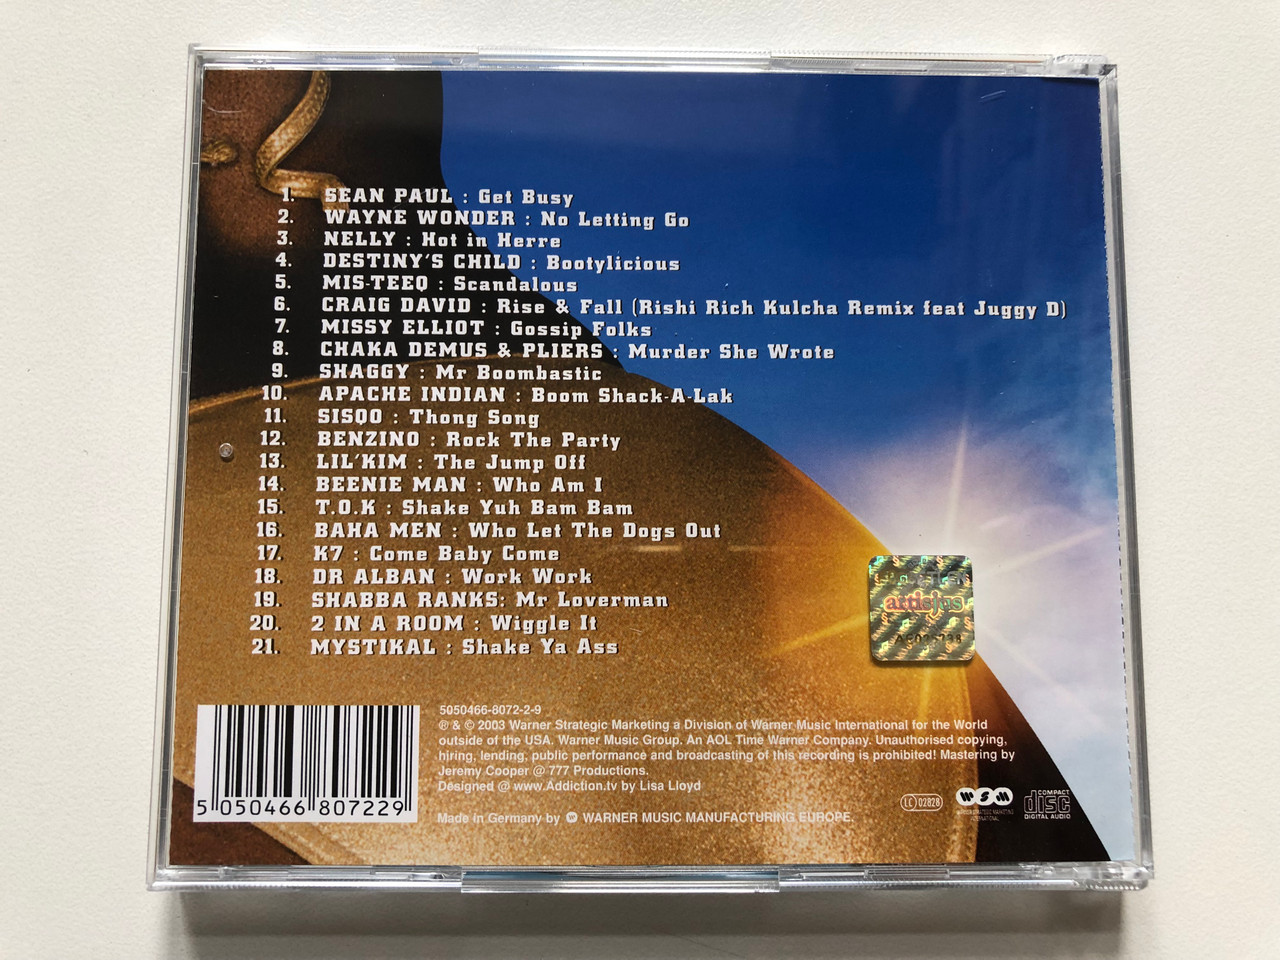 1. SEAN PAUL : Get Busy
2. WAYNE WONDER : No Letting Go
3. NELLY : Hot in Herre
4. DESTINY'S CHILD : Bootylicious
5. MIS-TEEQ : Scandalous
6. CRAIG DAVID : Rise & Fall (Rishi Rich Kulcha Remix feat Juggy D)
7. MISSY ELLIOT : Gossip Folks
8. CHAKA DEMUS & PLIERS : Murder She Wrote
9. SHAGGY : Mr Boombastic
10. APACHE INDIAN : Boom Shack-A-Lak
11. SISQO : Thong Song
12. BENZINO : Rock The Party
13. LIL'KIM : The Jump Off
14. BEENIE MAN : Who Am I
15. T.O.K : Shake Yuh Bam Bam
16. BAHA MEN : Who Let The Dogs Out
17. K7 : Come Baby Come
18. DR ALBAN : Work Work
19. SHABBA RANKS: Mr Loverman
20. 2 IN A ROOM : Wiggle It
21. MYSTIKAL : Shake Ya Ass
artisjus
5050466-8072-2-9
℗ & © 2003 Warner Strategic Marketing a Division of Warner Music International for the World
outside of the USA. Warner Music Group. An AOL Time Warner Company. Unauthorised copying,
hiring, lending, public performance and broadcasting of this recording is prohibited! Mastering by
Jeremy Cooper @ 777 Productions.
Designed @ www.Addiction.tv by Lisa Lloyd
Made in Germany by WARNER MUSIC MANUFACTURING EUROPE.
5 050466 807229
LC 02828
WSM
COMPACT
disc
DIGITAL AUDIO